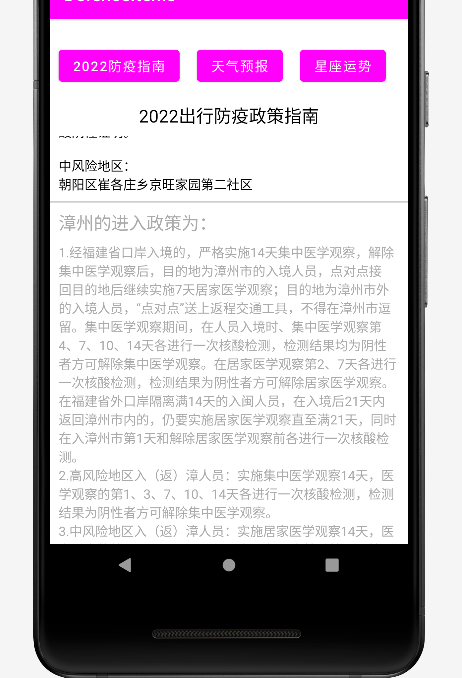 2022防疫指南
天气预报
星座运势
2022出行防疫政策指南
中风险地区：
朝阳区崔各庄乡京旺家园第二社区
漳州的进入政策为：
1.经福建省口岸入境的，严格实施14天集中医学观察，解除
集中医学观察后，目的地为漳州市的入境人员，点对点接
回目的地后继续实施7天居家医学观察；目的地为漳州市外
的入境人员，“点对点”送上返程交通工具，不得在漳州市逗
留。集中医学观察期间，在人员入境时、集中医学观察第
4、7、10、14天各进行一次核酸检测，检测结果均为阴性
者方可解除集中医学观察。在居家医学观察第2、7天各进行
一次核酸检测，检测结果为阴性者方可解除居家医学观察。
在福建省外口岸隔离满14天的入闽人员，在入境后21天内
返回漳州市内的，仍要实施居家医学观察直至满21天，同时
在入漳州市第1天和解除居家医学观察前各进行一次核酸检
测。
2.高风险地区入（返）漳人员：实施集中医学观察14天，医
学观察的第1、3、7、10、14天各进行一次核酸检测，检测
结果为阴性者方可解除集中医学观察。
3.中风险地区入（返）漳人员：实施居家医学观察14天，医